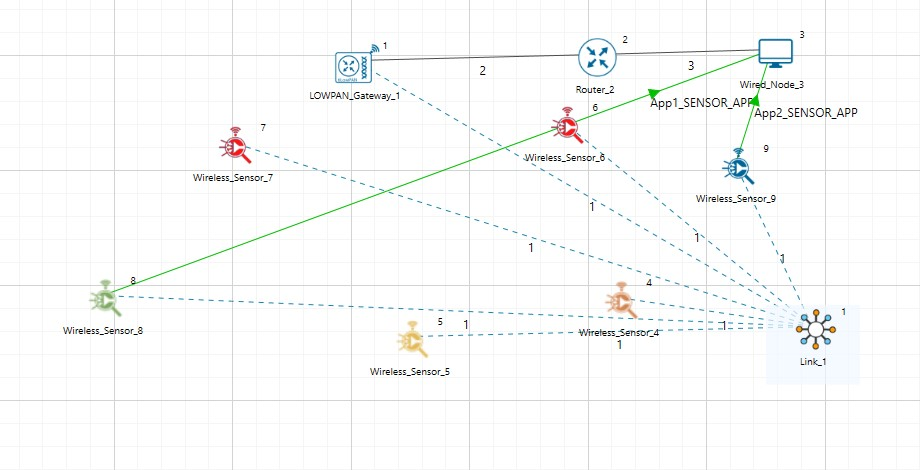 1
2
3
LOWPAN_Gateway_1
2
Router_2
3
Wired_Node_3
6
App1_SENSOR_APP
App2_SENSOR_APP
7
Wireless_Sensor_6
9
Wireless_Sensor_7
Wireless_Sensor_9
1
1
1
1
8
4
Wireless_Sensor_8
5
1
Wireless_Sensor_4
1
1
1
Link_1
Wireless_Sensor_5